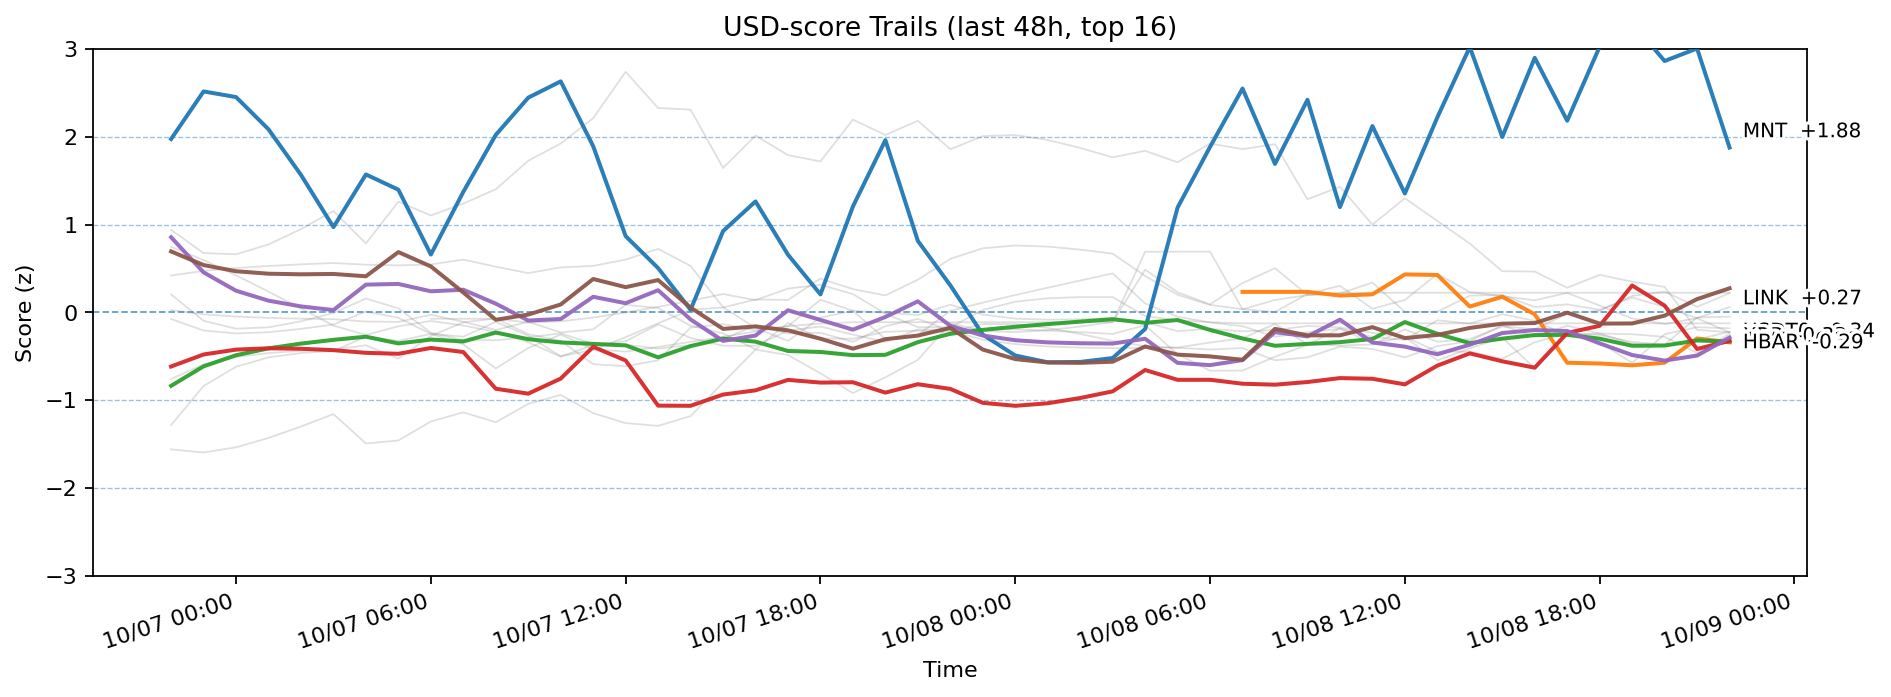 USD-score Trails (last 48h, top 16)
Score (z)
3
2
1
0
−1
−2
−3
MNT +1.88
LINK +0.27
HBAR -0.29
10/07 00:00
10/07 06:00
10/07 12:00
10/07 18:00
10/08 00:00
10/08 06:00
10/08 12:00
10/08 18:00
10/09 00:00
Time